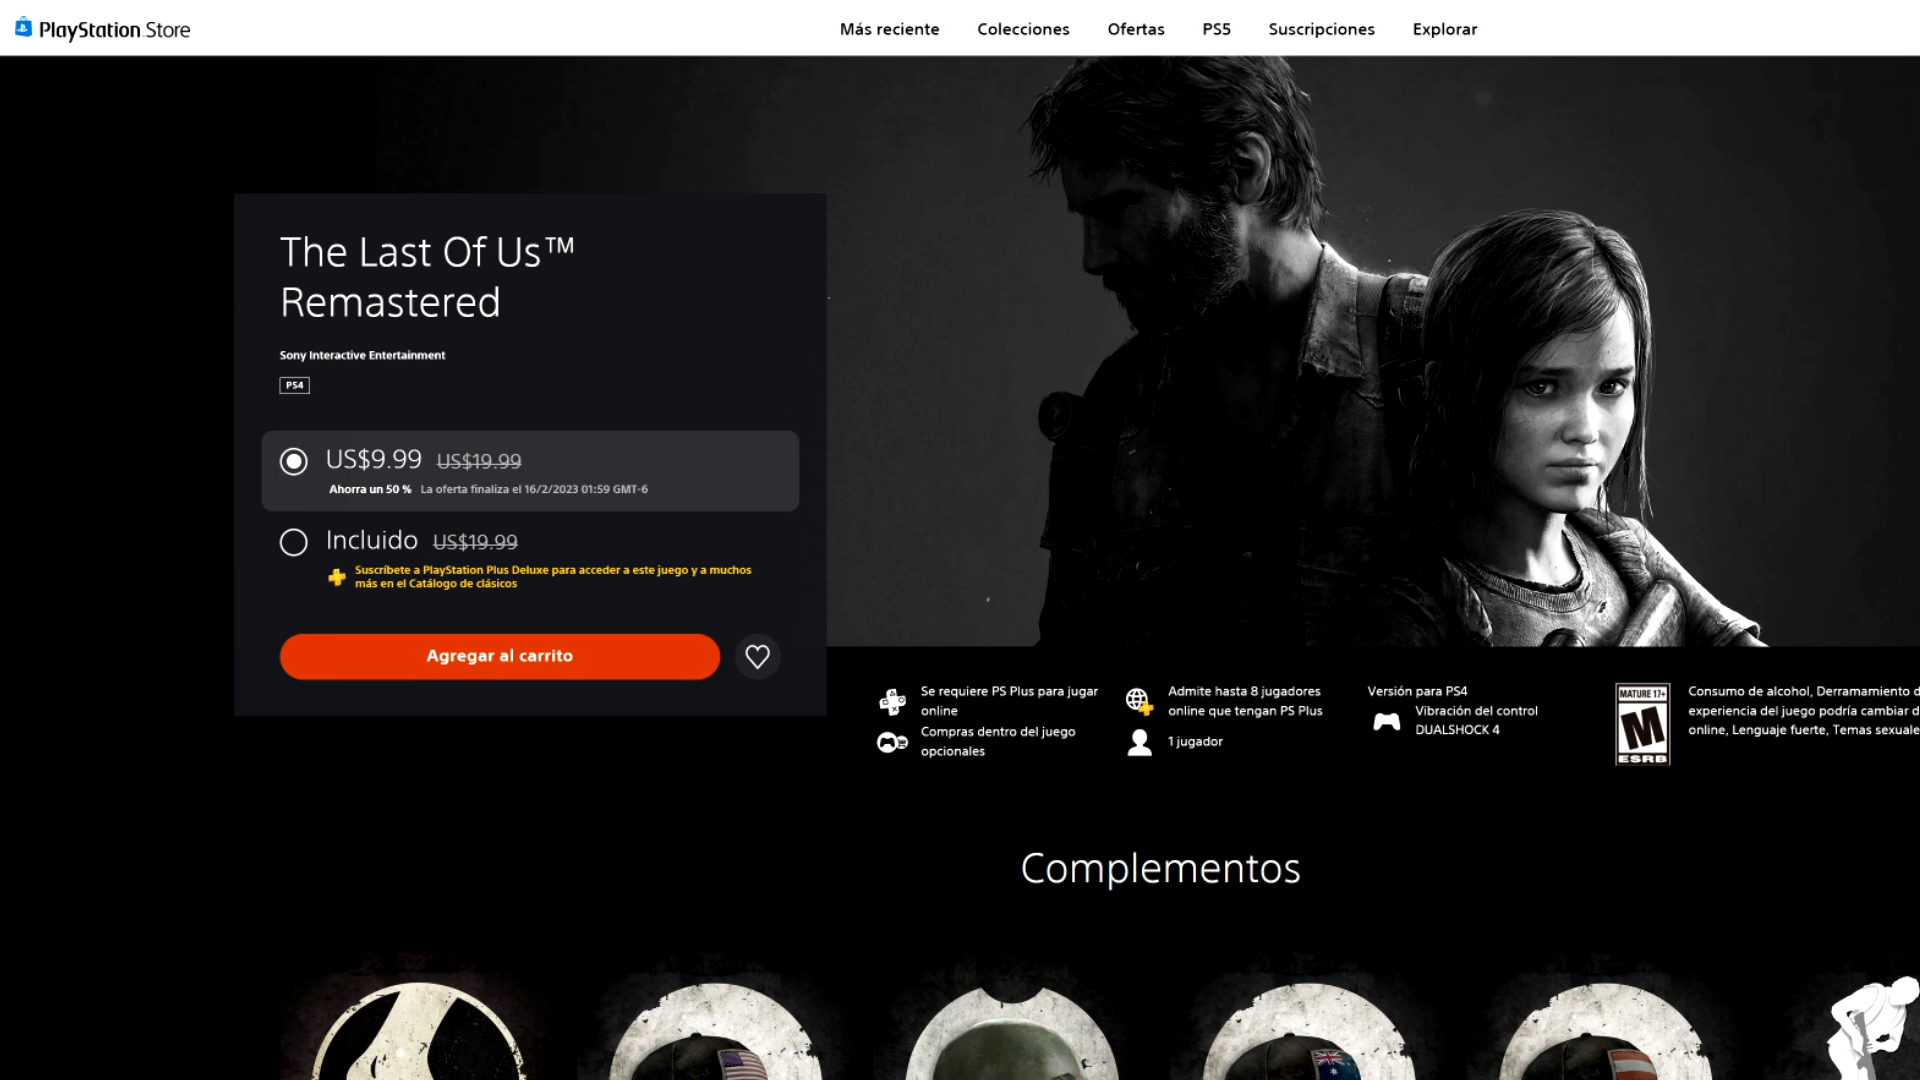 PlayStation Store
Más reciente
Colecciones
Ofertas
PS5
Suscripciones
Explorar
The Last Of Us™
Remastered
Sony Interactive Entertainment
PS4
US$9.99 US$19.99
Ahorra un 50 % La oferta finaliza el 16/2/2023 01:59 GMT-6
Incluido US$19.99
Suscríbete a PlayStation Plus Deluxe para acceder a este juego y a muchos
más en el Catálogo de clásicos
Agregar al carrito
Se requiere PS Plus para jugar
online
Compras dentro del juego
opcionales
Admite hasta 8 jugadores
online que tengan PS Plus
1 jugador
Versión para PS4
Vibración del control
DUALSHOCK 4
MATURE 17+
M
ESRB
Consumo de alcohol, Derramamiento d
experiencia del juego podría cambiar d
online, Lenguaje fuerte, Temas sexuale
Complementos